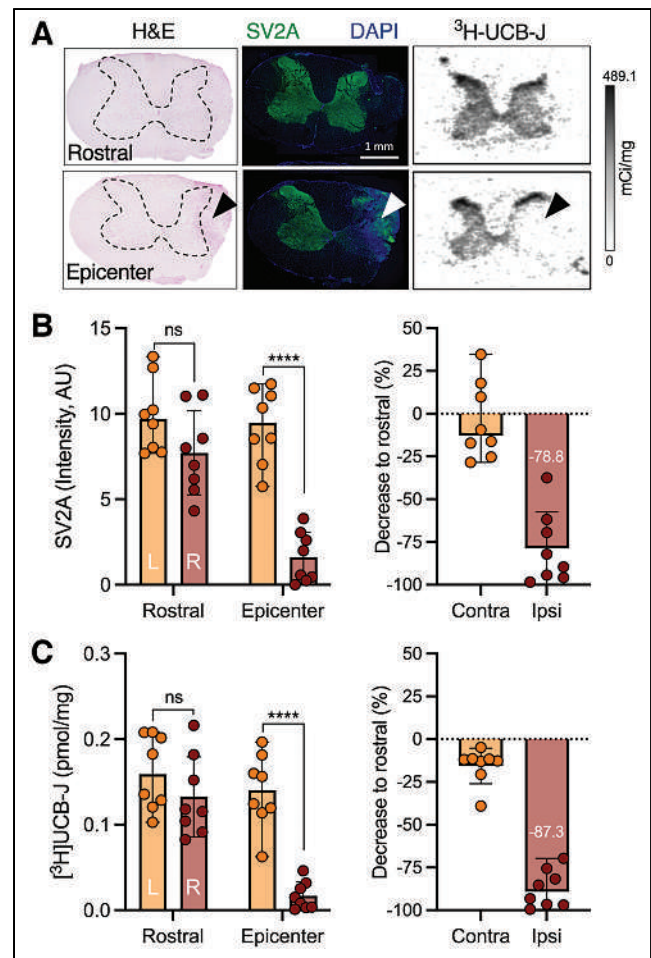 A
H&E
SV2A
DAPI
³H-UCB-J
Rostral
1 mm
489.1
mCi/mg
0
Epicenter
B
15
10
5
0
SV2A (Intensity, AU)
ns
****
L
R
Rostral
Epicenter
50
25
0
-25
-50
-75
-100
Decrease to rostral (%)
-78.8
Contra
Ipsi
C
0.3
0.2
0.1
0.0
[³H]UCB-J (pmol/mg)
ns
****
L
R
Rostral
Epicenter
50
25
0
-25
-50
-75
-100
Decrease to rostral (%)
-87.3
Contra
Ipsi